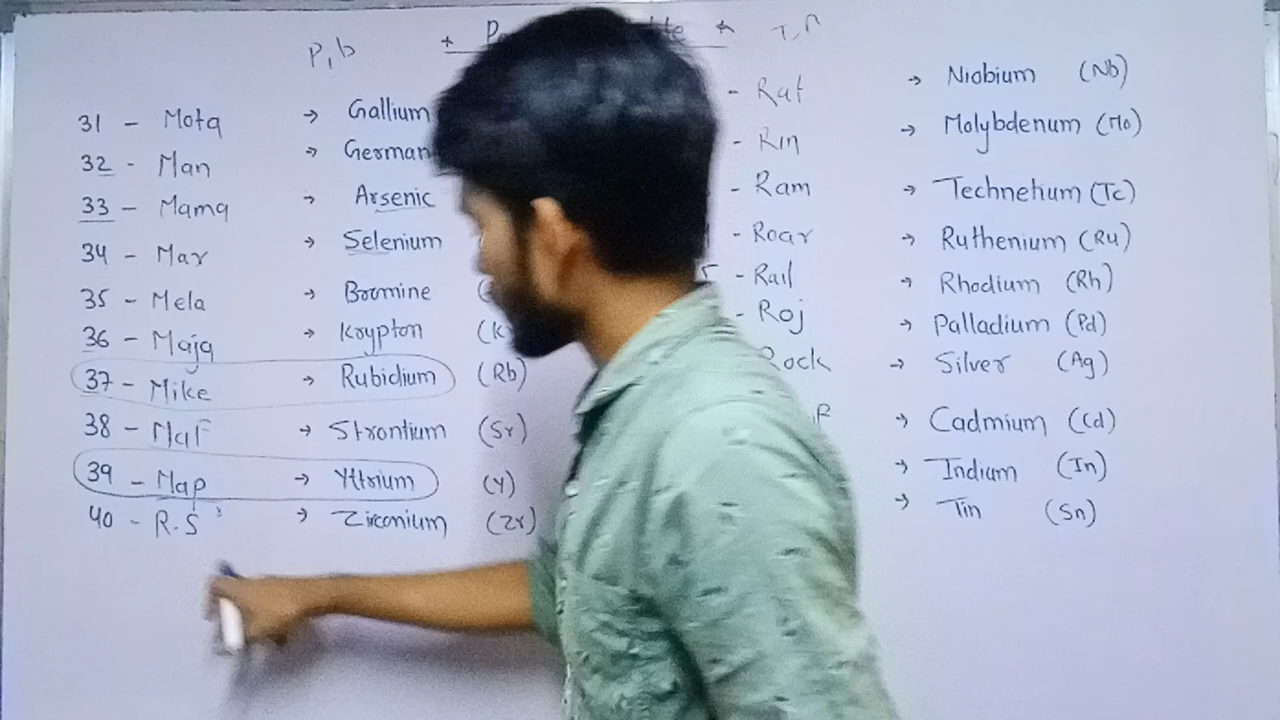 P,b
31 - Mota → Gallium
32 - Man → German
33 - Mama → Arsenic
34 - Mar → Selenium
35 - Mela → Bromine
36 - Maja → Krypton (K
37 - Mike → Rubidium (Rb)
38 - Maf → Strontium (Sr)
39 - Map → Yttrium (Y)
40 - R.S → Zirconium (Zr)
- Rat → Niobium (Nb)
- Rin → Molybdenum (Mo)
- Ram → Technetium (Tc)
- Roar → Ruthenium (Ru)
- Rail → Rhodium (Rh)
- Roj → Palladium (Pd)
Rock → Silver (Ag)
→ Cadmium (Cd)
→ Indium (In)
→ Tin (Sn)